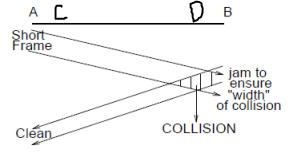 A C D B
Short
Frame
jam to
ensure
"width"
of collision
Clean
COLLISION